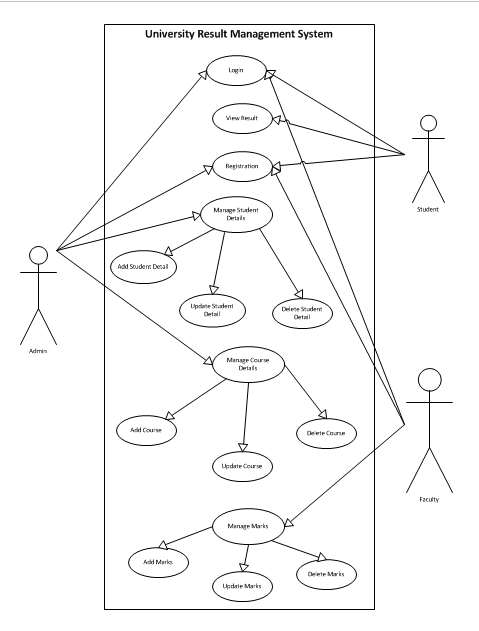 University Result Management System
Login
View Result
Registration
Student
Manage Student
Details
Add Student Detail
Update Student
Detail
Delete Student
Detail
Admin
Manage Course
Details
Add Course
Delete Course
Update Course
Faculty
Manage Marks
Add Marks
Delete Marks
Update Marks